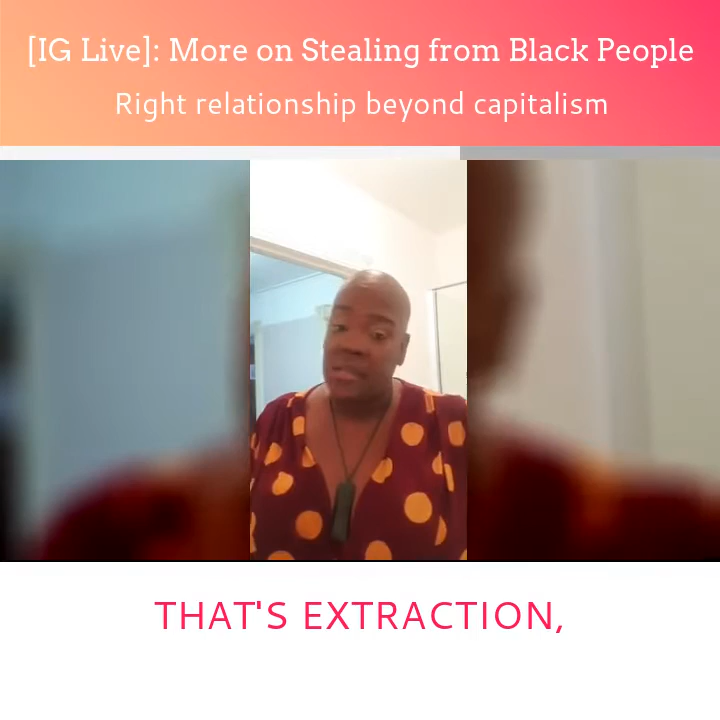 [IG Live]: More on Stealing from Black People
Right relationship beyond capitalism
THAT'S EXTRACTION,